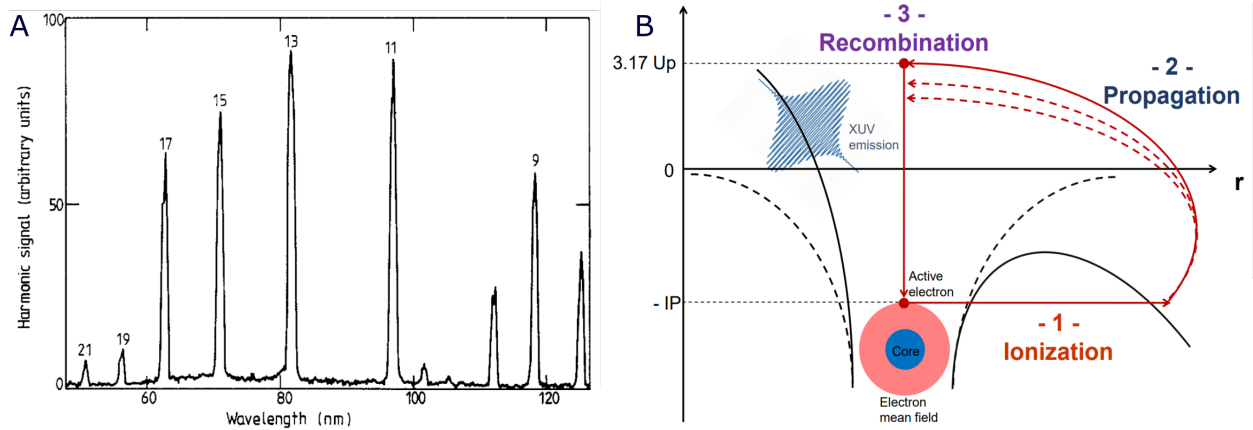 A
100
50
0
Harmonic signal (arbitrary units)
21
19
17
15
13
11
9
60
80
100
120
Wavelength (nm)
B
- 3 -
Recombination
3.17 Up
- 2 -
Propagation
XUV
emission
0
r
Active
electron
- IP
- 1 -
Ionization
Core
Electron
mean field